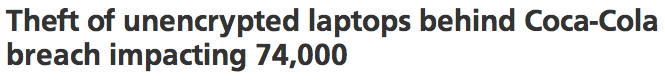 Theft of unencrypted laptops behind Coca-Cola
breach impacting 74,000